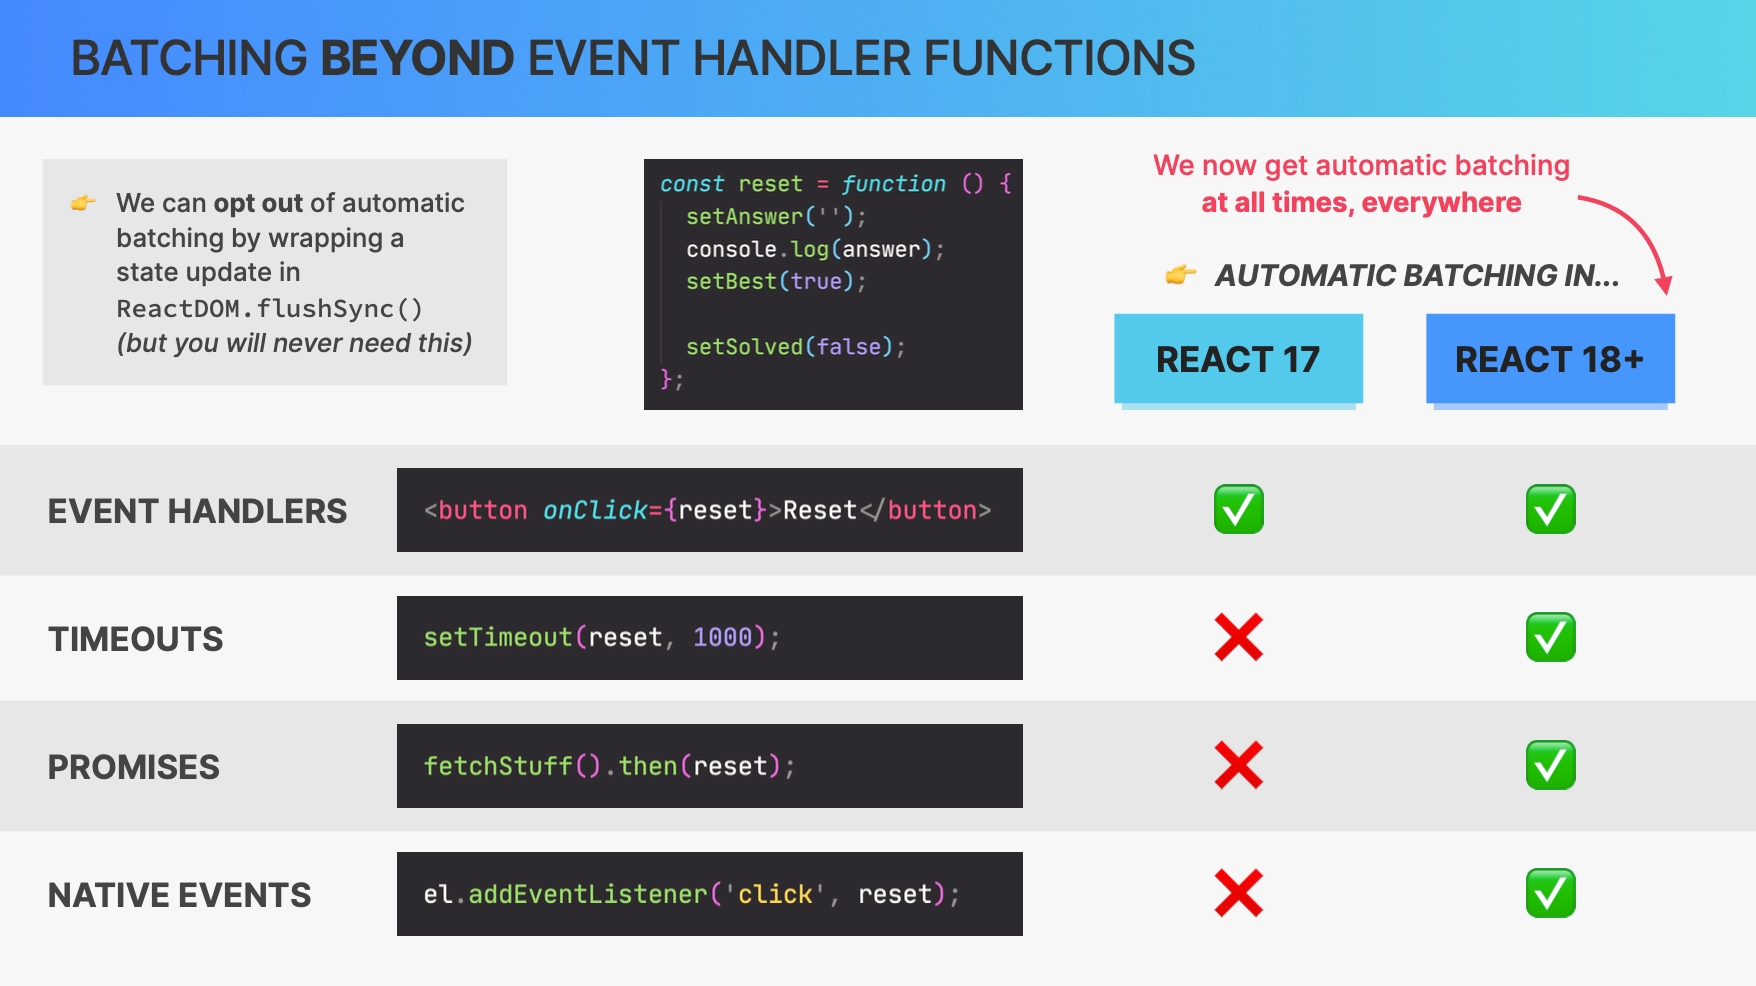 BATCHING BEYOND EVENT HANDLER FUNCTIONS
We can opt out of automatic
batching by wrapping a
state update in
ReactDOM.flushSync()
(but you will never need this)
const reset = function () {
setAnswer('');
console.log(answer);
setBest(true);
setSolved(false);
};
We now get automatic batching
at all times, everywhere
AUTOMATIC BATCHING IN...
REACT 17
REACT 18+
EVENT HANDLERS
<button onClick={reset}>Reset</button>
TIMEOUTS
setTimeout(reset, 1000);
PROMISES
fetchStuff().then(reset);
NATIVE EVENTS
el.addEventListener('click', reset);